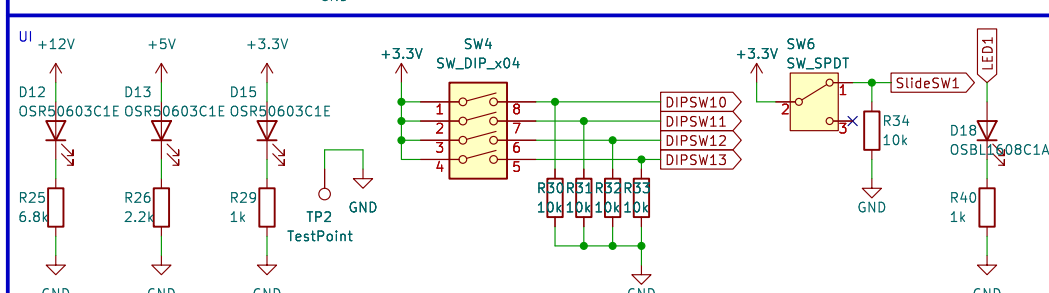 GND
UI
+12V
D12
OSR50603C1E
R25
6.8k
GND
+5V
D13
OSR50603C1E
R26
2.2k
GND
+3.3V
D15
OSR50603C1E
R29
1k
GND
TP2
TestPoint
GND
+3.3V
SW4
SW_DIP_x04
1
2
3
4
8
7
6
5
DIPSW10
DIPSW11
DIPSW12
DIPSW13
R30
10k
R31
10k
R32
10k
R33
10k
GND
+3.3V
SW6
SW_SPDT
2
1
3
SlideSW1
R34
10k
GND
LED1
D18
OSBL1608C1A
R40
1k
GND